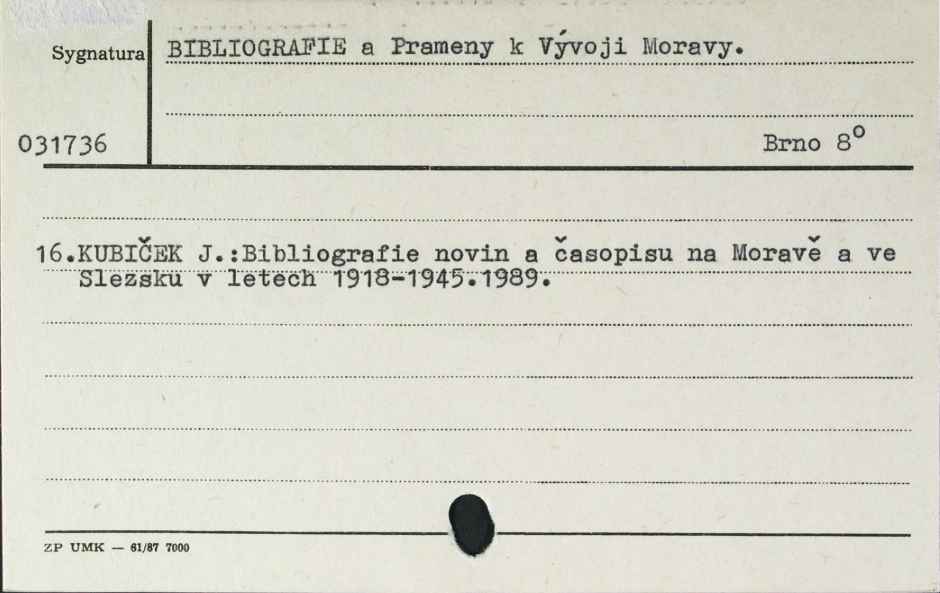 Sygnatura
BIBLIOGRAFIE a Prameny k Vývoji Moravy.
031736
Brno 8º
16.KUBIČEK J.:Bibliografie novin a časopisu na Moravě a ve
Slezsku v letech 1918-1945.1989.
ZP UMK — 61/87 7000